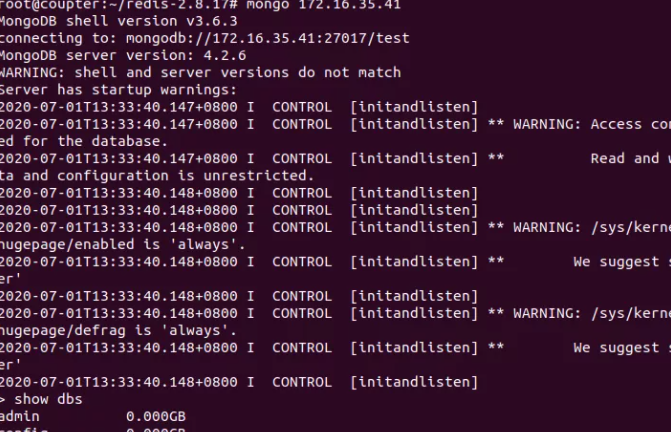 root@coupter:~/redis-2.8.17# mongo 172.16.35.41
MongoDB shell version v3.6.3
connecting to: mongodb://172.16.35.41:27017/test
MongoDB server version: 4.2.6
WARNING: shell and server versions do not match
Server has startup warnings:
2020-07-01T13:33:40.147+0800 I  CONTROL  [initandlisten]
2020-07-01T13:33:40.147+0800 I  CONTROL  [initandlisten] ** WARNING: Access con
ed for the database.
2020-07-01T13:33:40.147+0800 I  CONTROL  [initandlisten] **          Read and w
ta and configuration is unrestricted.
2020-07-01T13:33:40.148+0800 I  CONTROL  [initandlisten]
2020-07-01T13:33:40.148+0800 I  CONTROL  [initandlisten]
2020-07-01T13:33:40.148+0800 I  CONTROL  [initandlisten] ** WARNING: /sys/kerne
hugepage/enabled is 'always'.
2020-07-01T13:33:40.148+0800 I  CONTROL  [initandlisten] **        We suggest s
er'
2020-07-01T13:33:40.148+0800 I  CONTROL  [initandlisten]
2020-07-01T13:33:40.148+0800 I  CONTROL  [initandlisten] ** WARNING: /sys/kerne
hugepage/defrag is 'always'.
2020-07-01T13:33:40.148+0800 I  CONTROL  [initandlisten] **        We suggest s
er'
2020-07-01T13:33:40.148+0800 I  CONTROL  [initandlisten]
> show dbs
admin          0.000GB